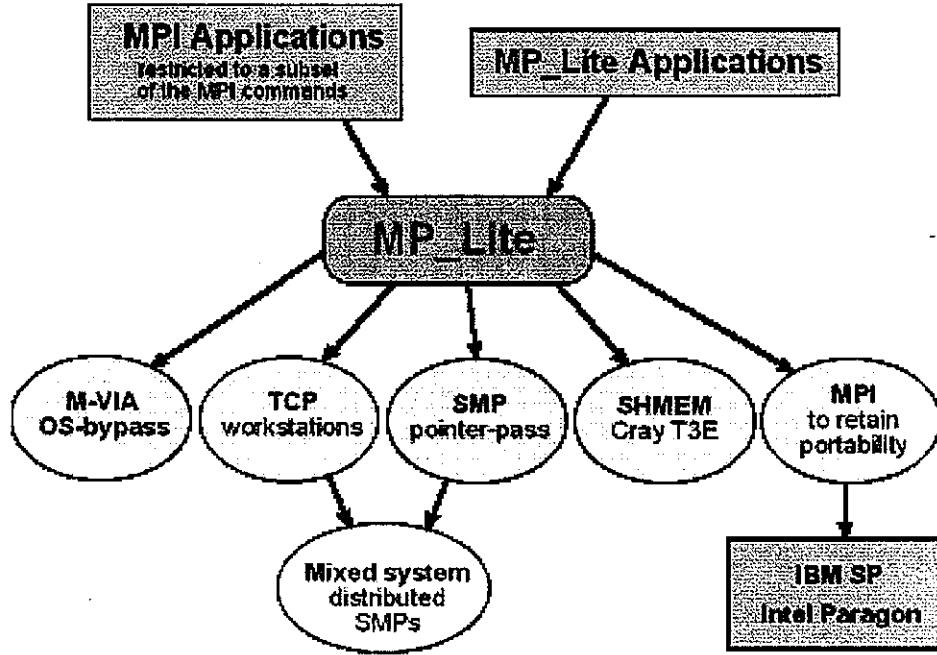 MPI Applications
restricted to a subset
of the MPI commands
MP_Lite Applications
MP_Lite
M-VIA
OS-bypass
TCP
workstations
SMP
pointer-pass
SHMEM
Cray T3E
MPI
to retain
portability
Mixed system
distributed
SMPs
IBM SP
Intel Paragon